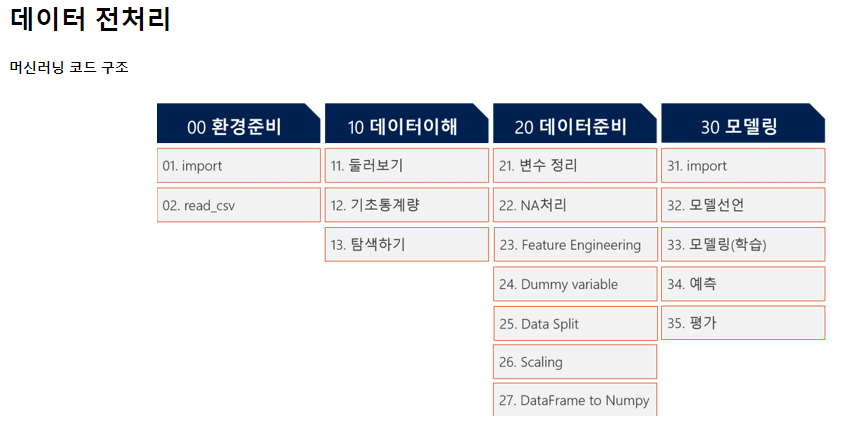 데이터 전처리
머신러닝 코드 구조
00 환경준비
01. import
02. read_csv
10 데이터이해
11. 둘러보기
12. 기초통계량
13. 탐색하기
20 데이터준비
21. 변수 정리
22. NA처리
23. Feature Engineering
24. Dummy variable
25. Data Split
26. Scaling
27. DataFrame to Numpy
30 모델링
31. import
32. 모델선언
33. 모델링(학습)
34. 예측
35. 평가